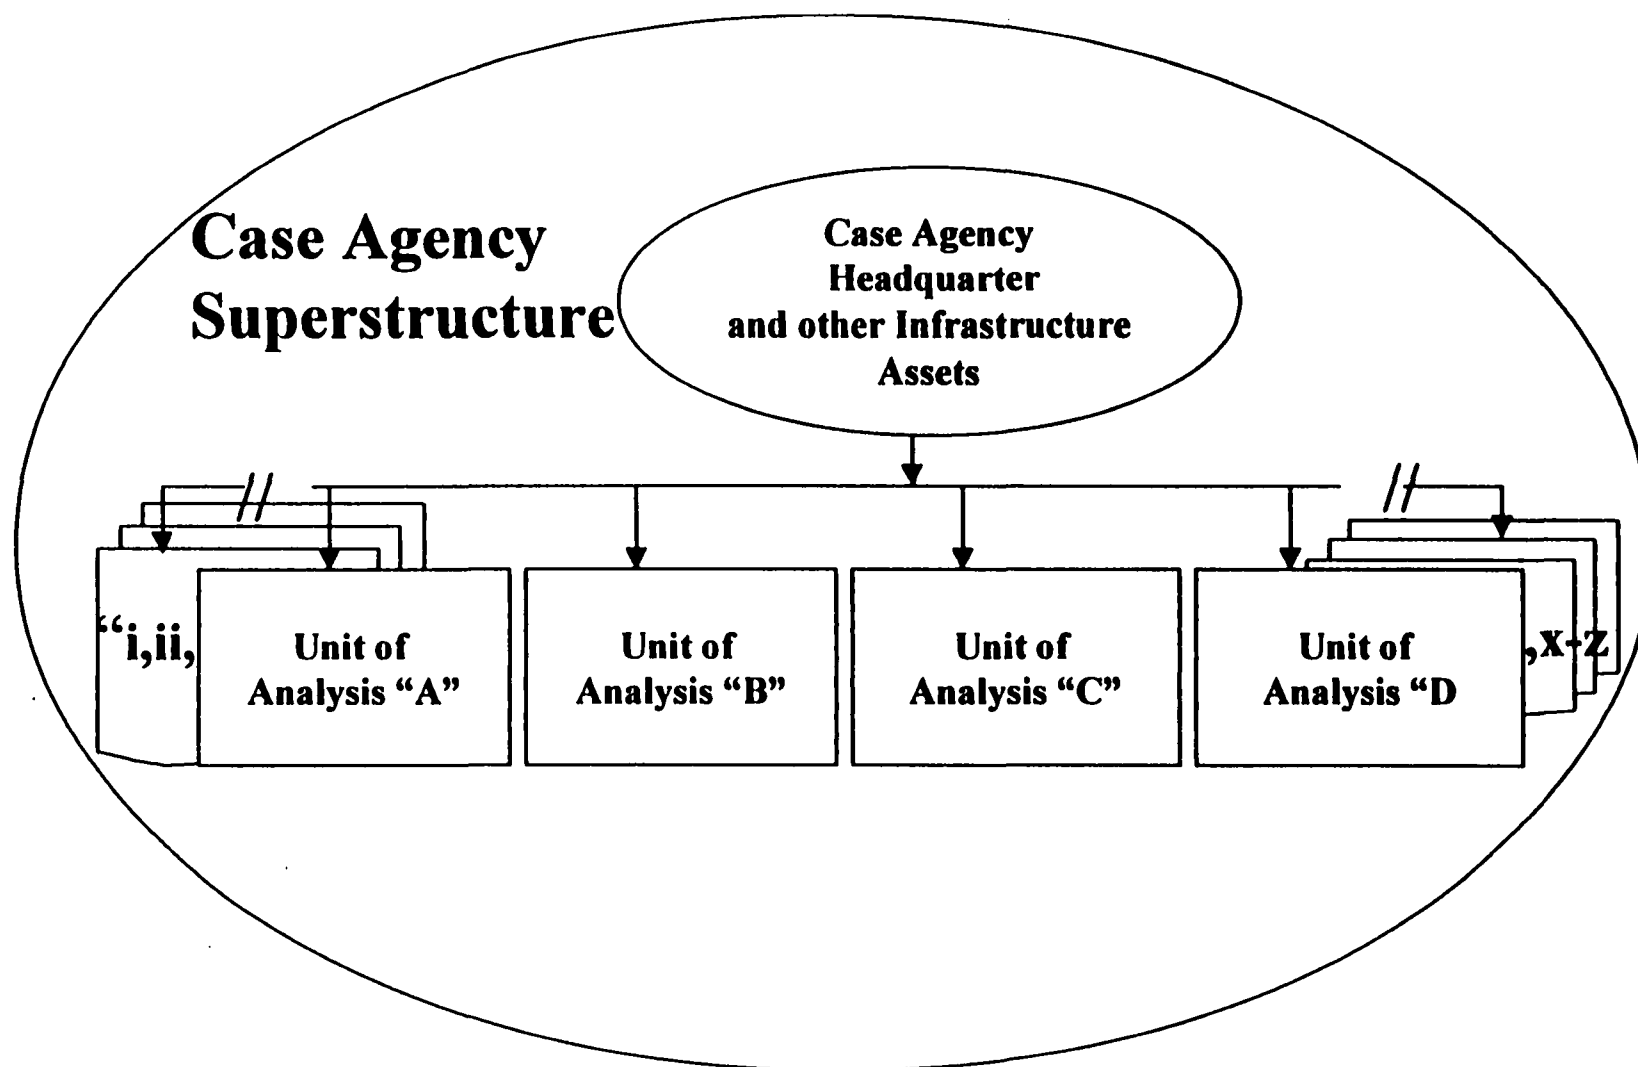 Case Agency
Superstructure
Case Agency
Headquarter
and other Infrastructure
Assets
“i,ii,
Unit of
Analysis “A”
Unit of
Analysis “B”
Unit of
Analysis “C”
Unit of
Analysis “D
,x-z